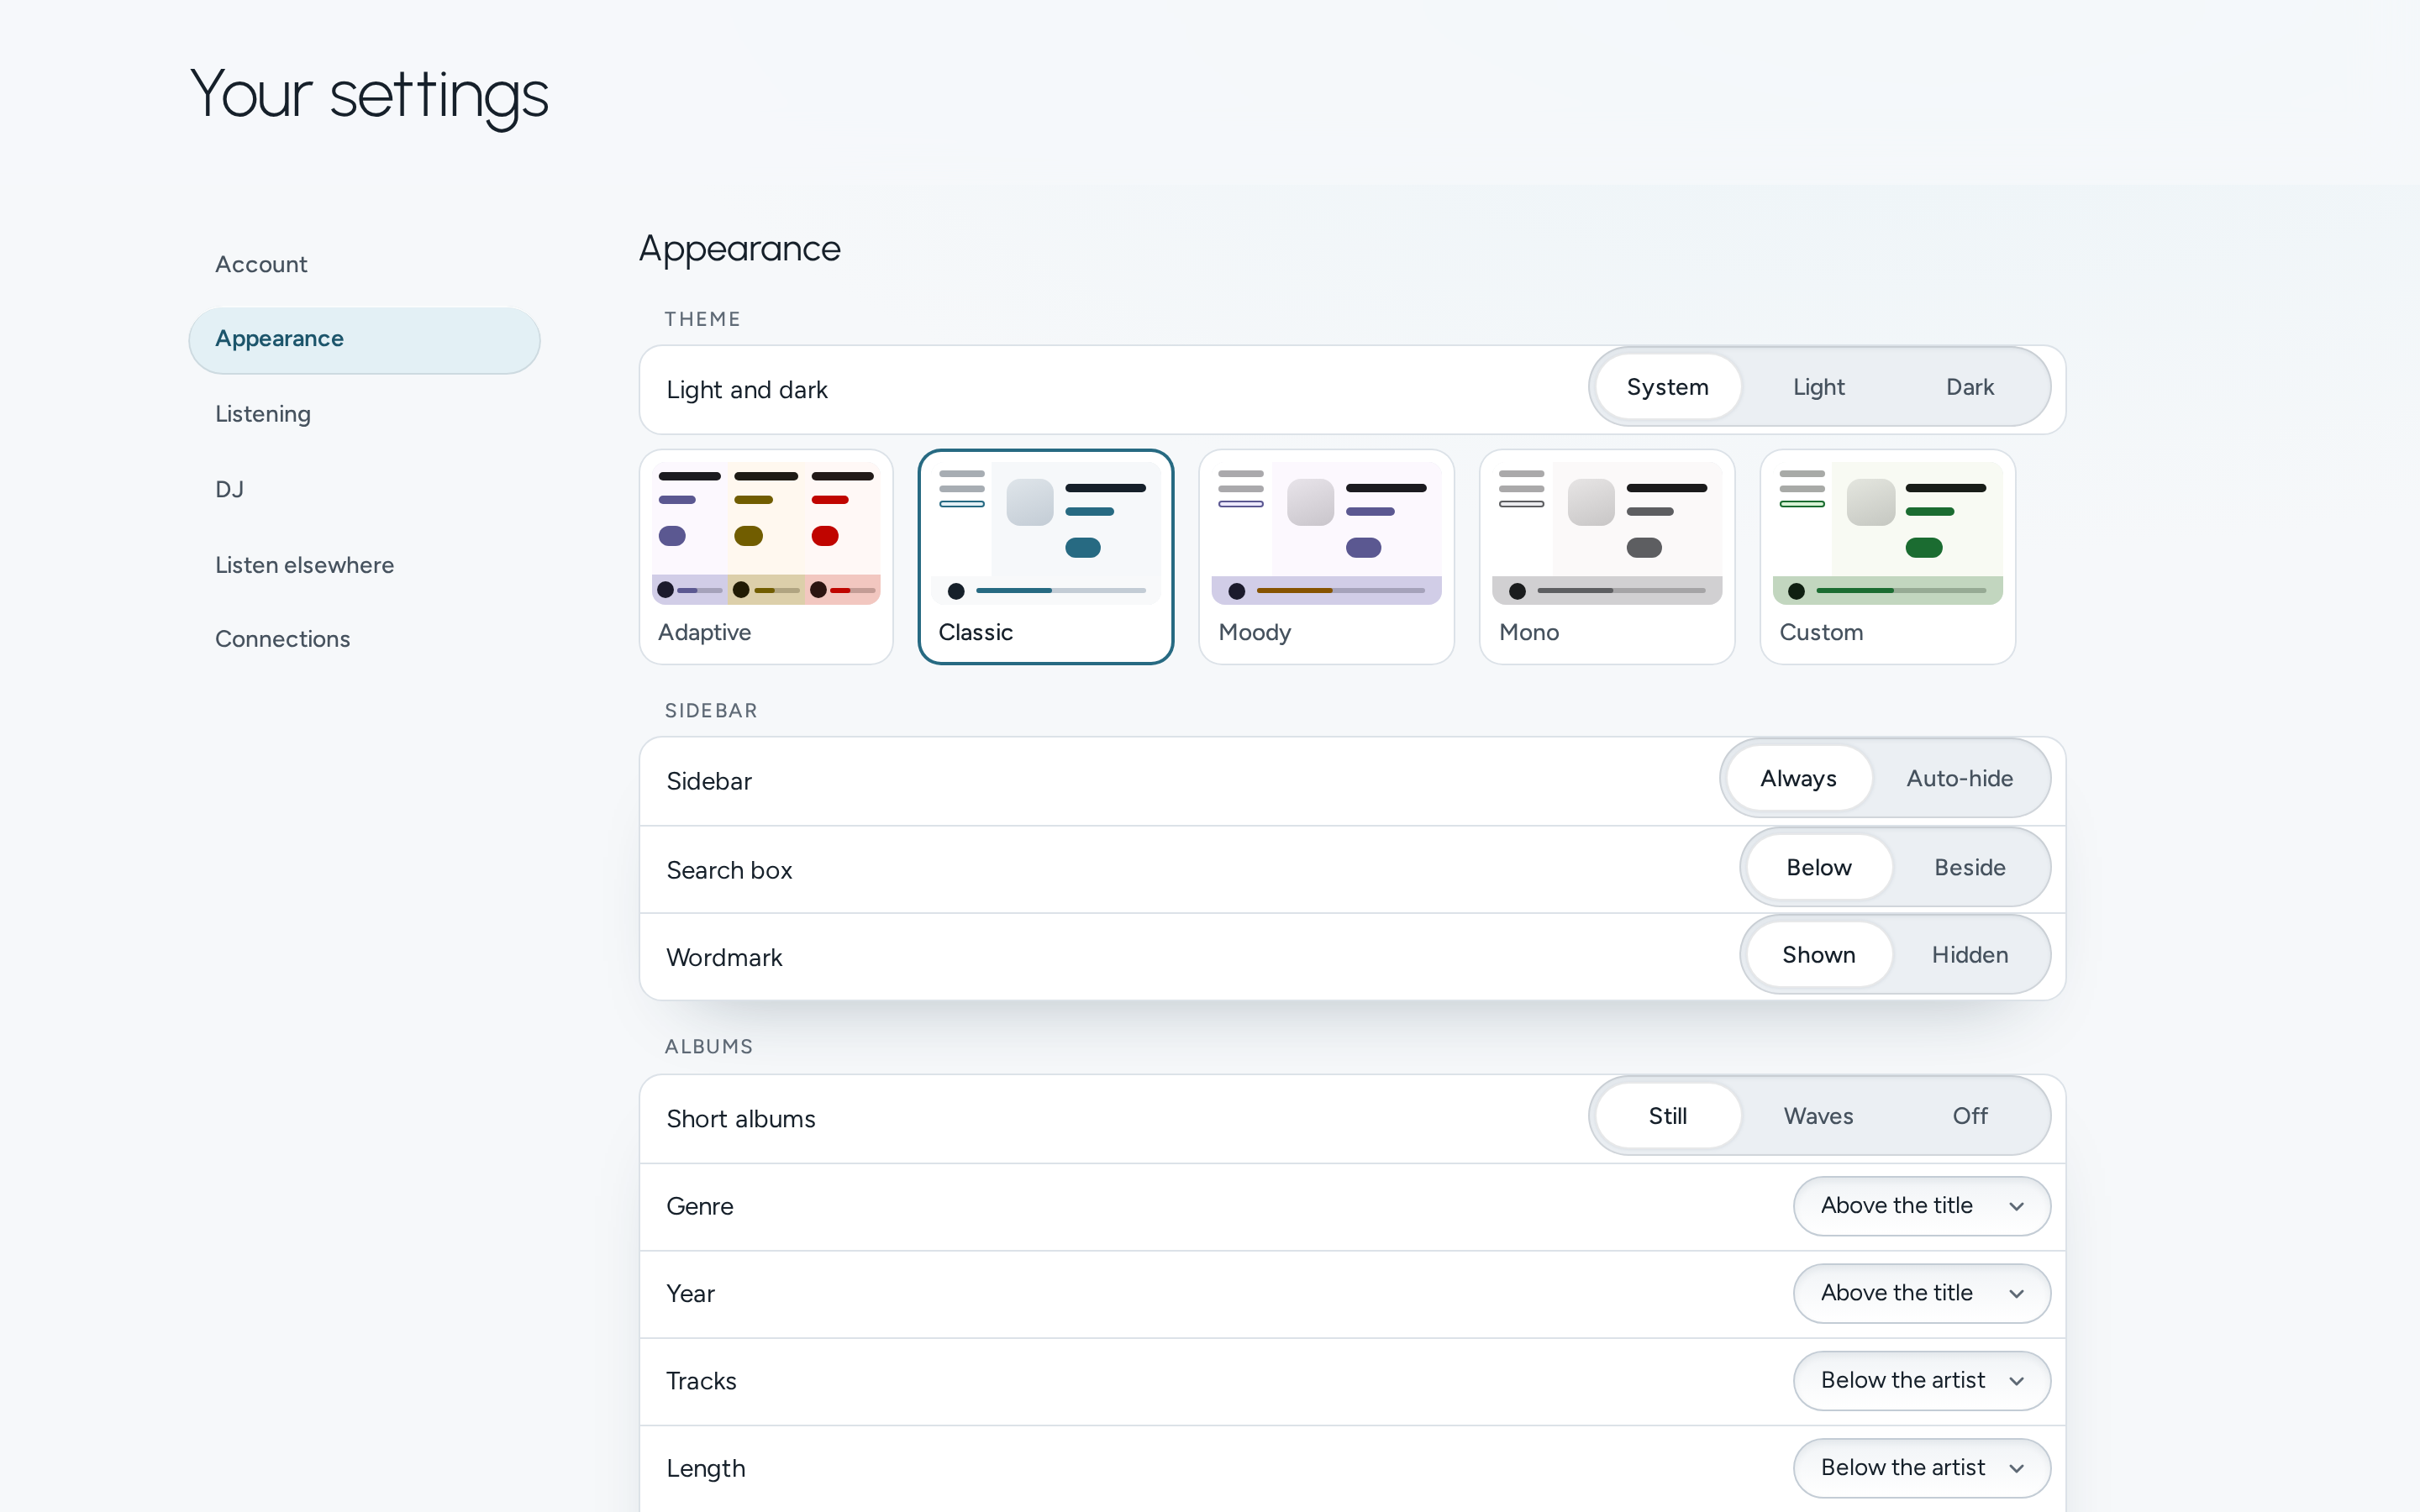 Your settings
Account
Appearance
Listening
DJ
Listen elsewhere
Connections
Appearance
THEME
Light and dark
System
Light
Dark
Adaptive
Classic
Moody
Mono
Custom
SIDEBAR
Sidebar
Always
Auto-hide
Search box
Below
Beside
Wordmark
Shown
Hidden
ALBUMS
Short albums
Still
Waves
Off
Genre
Above the title
Year
Above the title
Tracks
Below the artist
Length
Below the artist